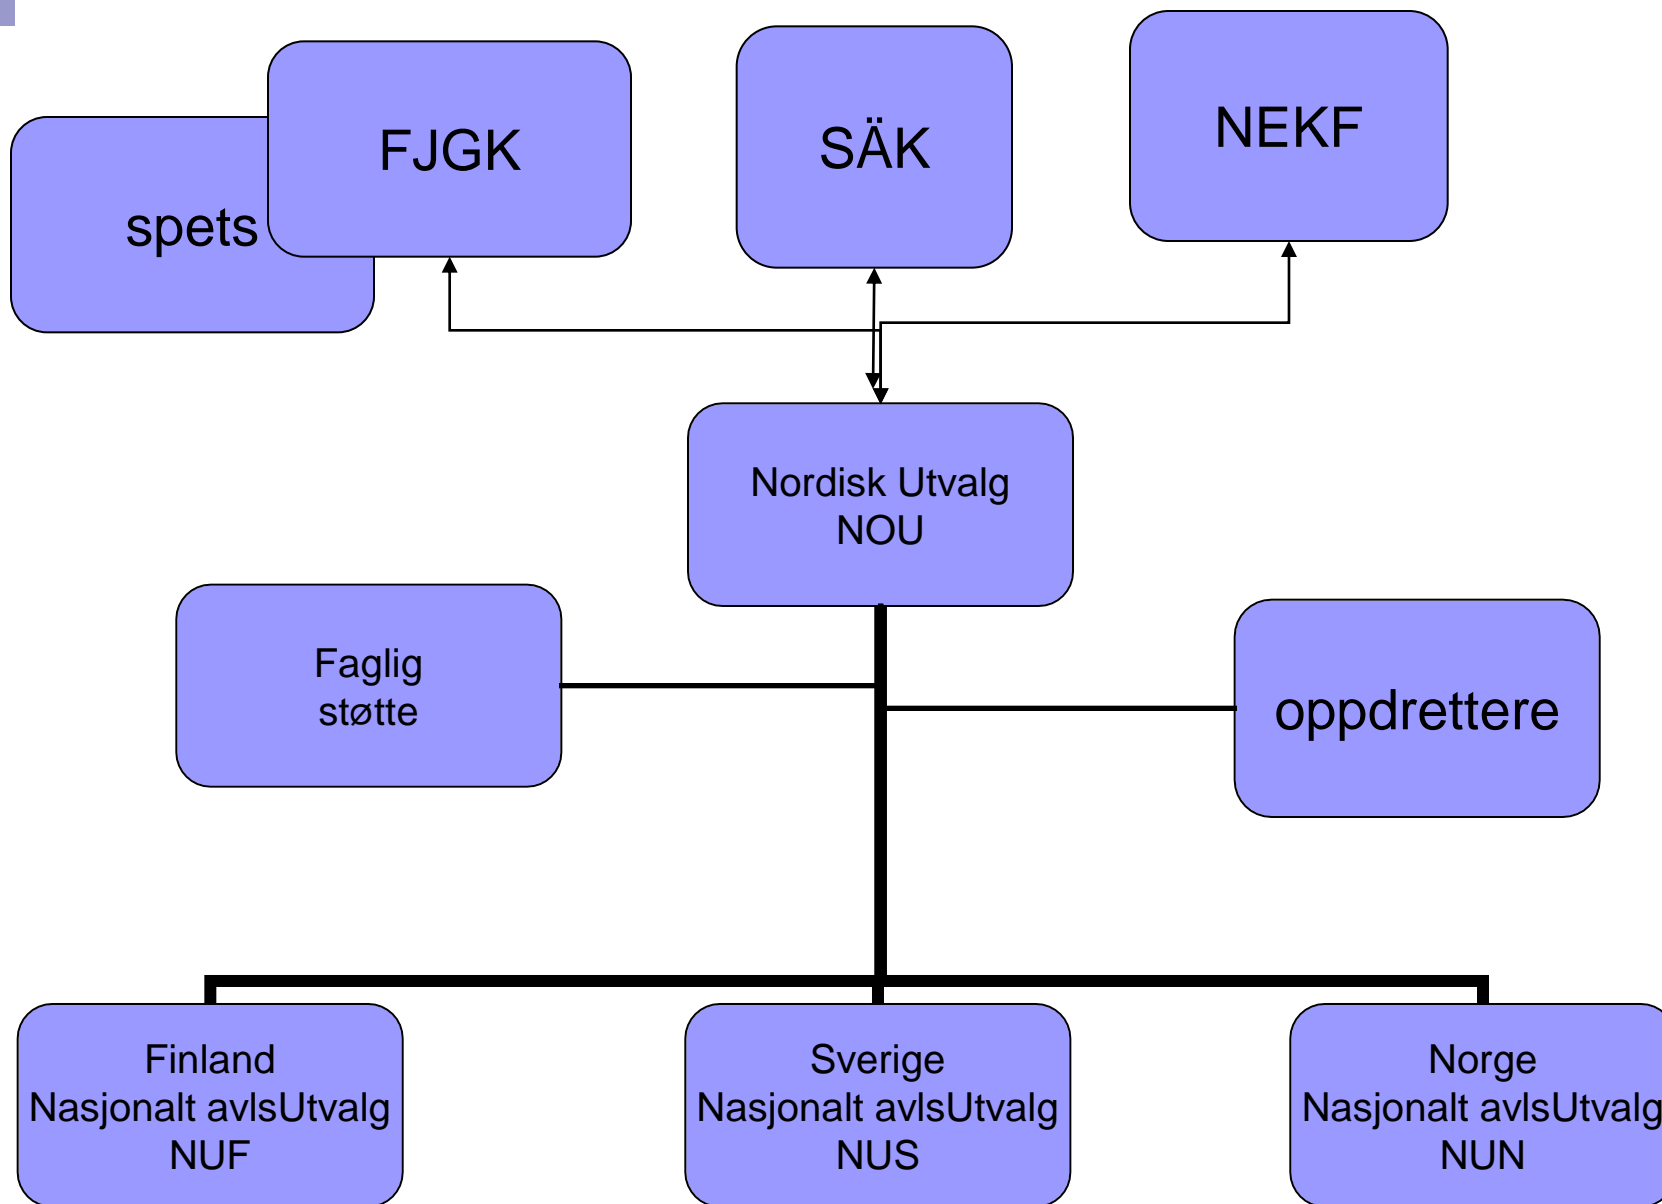 spets
FJGK
SÄK
NEKF
Nordisk Utvalg
NOU
Faglig
støtte
oppdrettere
Finland
Nasjonalt avlsUtvalg
NUF
Sverige
Nasjonalt avlsUtvalg
NUS
Norge
Nasjonalt avlsUtvalg
NUN